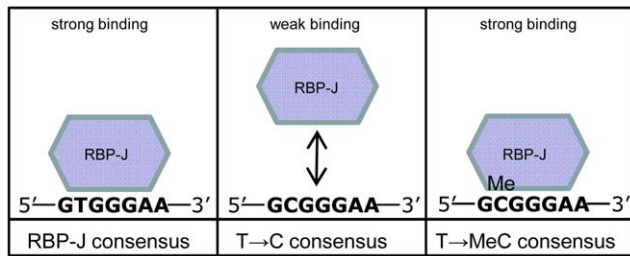 strong binding
RBP-J
5′—GTGGGAA—3′
RBP-J consensus
weak binding
RBP-J
5′—GCGGGAA—3′
T→C consensus
strong binding
RBP-J
Me
5′—GCGGGAA—3′
T→MeC consensus